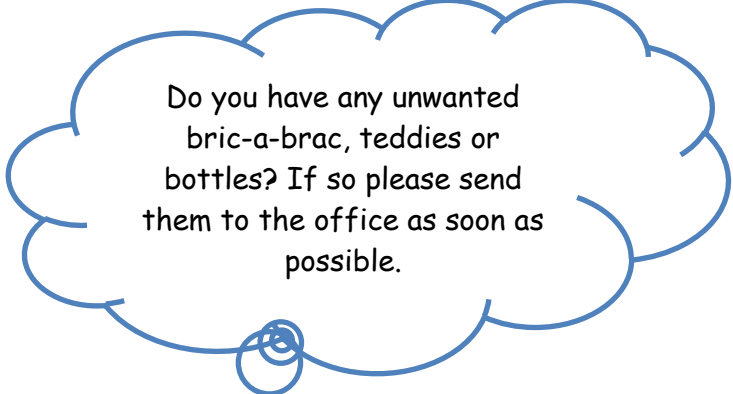 Do you have any unwanted
bric-a-brac, teddies or
bottles? If so please send
them to the office as soon as
possible.